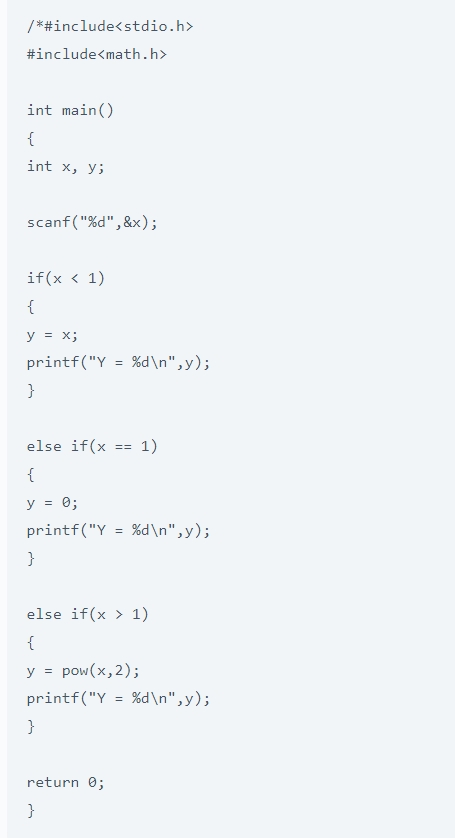 /*#include<stdio.h>
#include<math.h>
int main()
{
int x, y;
scanf("%d",&x);
if(x < 1)
{
y = x;
printf("Y = %d\n",y);
}
else if(x == 1)
{
y = 0;
printf("Y = %d\n",y);
}
else if(x > 1)
{
y = pow(x,2);
printf("Y = %d\n",y);
}
return 0;
}